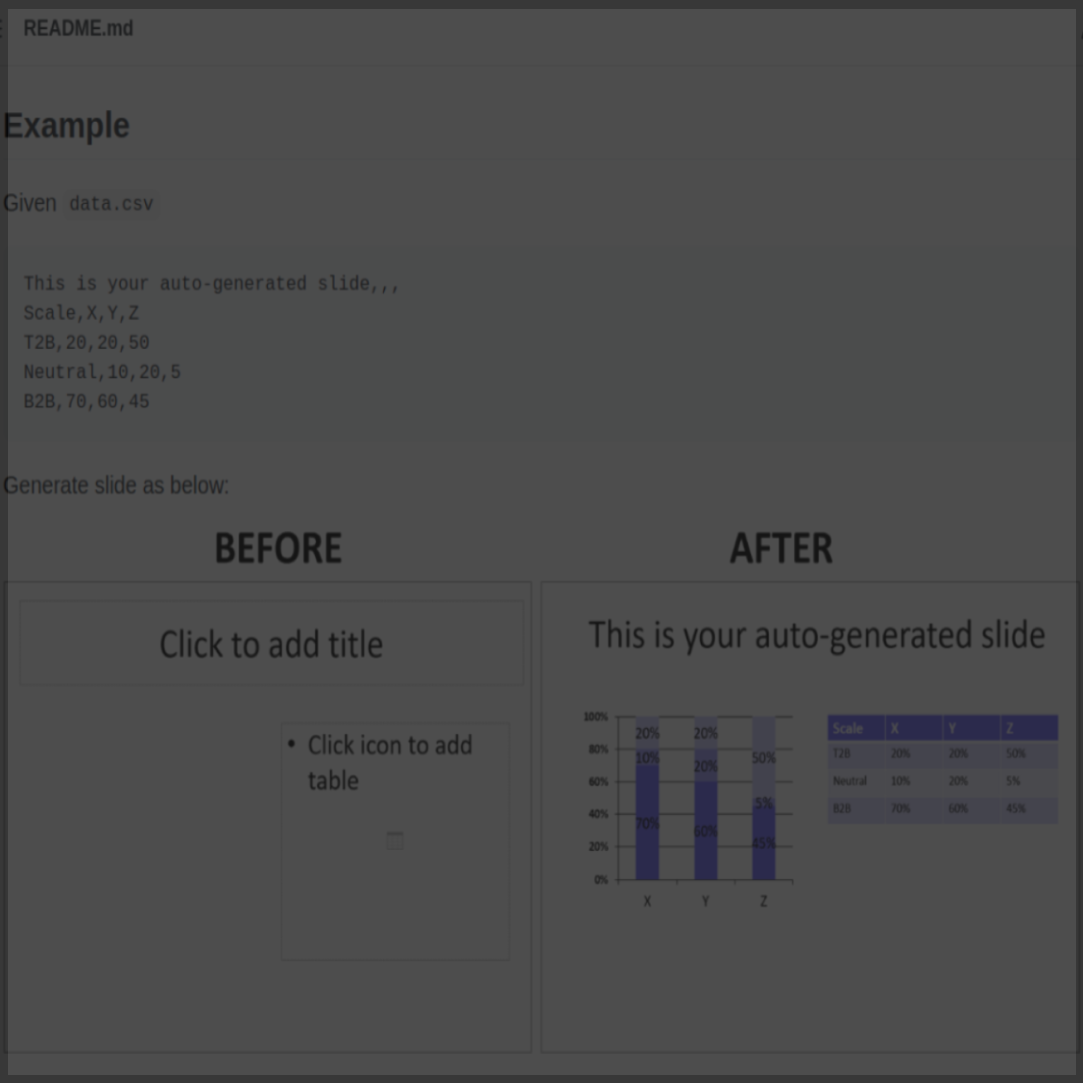 README.md
Example
Given data.csv
This is your auto-generated slide,,,
Scale,X,Y,Z
T2B,20,20,50
Neutral,10,20,5
B2B,70,60,45
Generate slide as below:
BEFORE
Click to add title
• Click icon to add
table
AFTER
This is your auto-generated slide
100%
80%
60%
40%
20%
0%
20%
10%
70%
20%
20%
60%
50%
5%
45%
X Y Z
Scale X Y Z
T2B 20% 20% 50%
Neutral 10% 20% 5%
B2B 70% 60% 45%